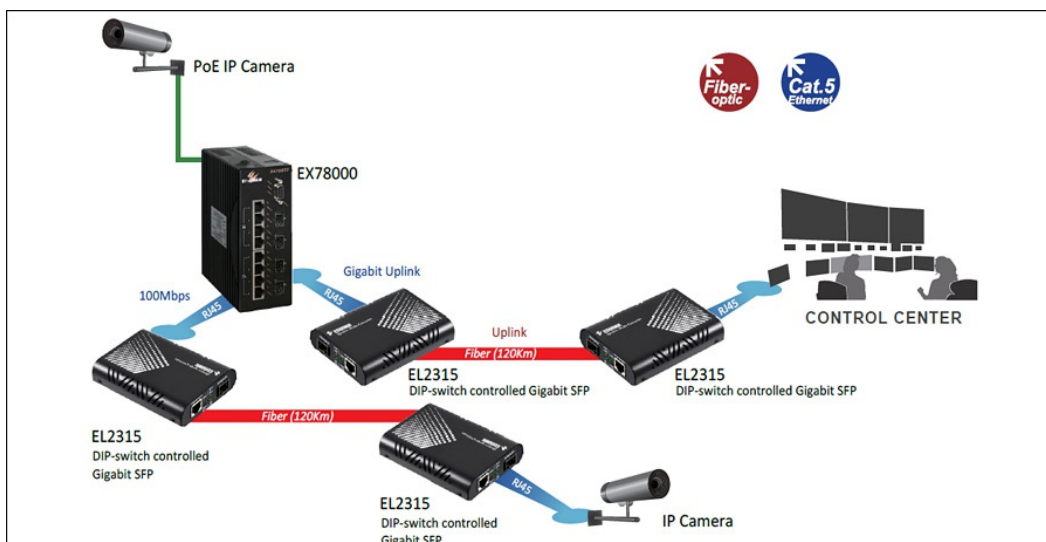 PoE IP Camera
Fiber-
optic
Cat.5
Ethernet
EX78000
Gigabit Uplink
100Mbps
RJ45
RJ45
RJ45
CONTROL CENTER
Uplink
Fiber (120Km)
EL2315
DIP-switch controlled Gigabit SFP
EL2315
DIP-switch controlled Gigabit SFP
Fiber (120Km)
EL2315
DIP-switch controlled
Gigabit SFP
RJ45
EL2315
DIP-switch controlled
Gigabit SFP
IP Camera